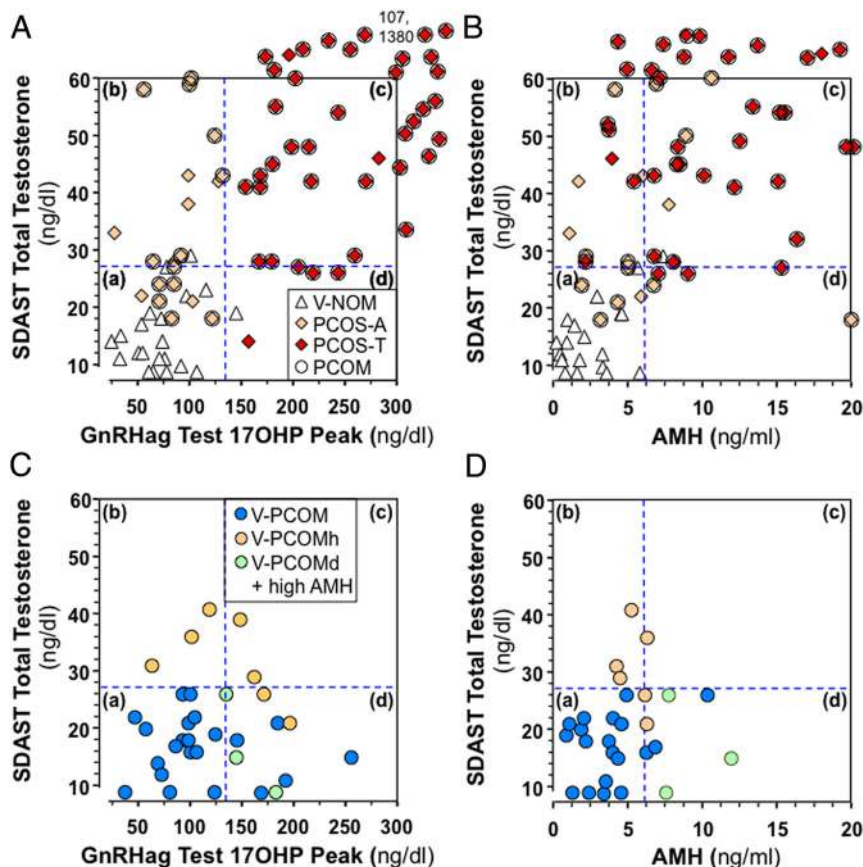 A
107,
1380
SDAST Total Testosterone
(ng/dl)
60
50
40
30
20
10
(b)
(c)
(a)
(d)
△ V-NOM
PCOS-A
PCOS-T
PCOM
50
100
150
200
250
300
GnRHag Test 17OHP Peak (ng/dl)
B
SDAST Total Testosterone
(ng/dl)
60
50
40
30
20
10
(b)
(c)
(a)
(d)
0
5
10
15
20
AMH (ng/ml)
C
SDAST Total Testosterone
(ng/dl)
60
50
40
30
20
10
(b)
(c)
(a)
(d)
V-PCOM
V-PCOMh
V-PCOMd
+ high AMH
50
100
150
200
250
300
GnRHag Test 17OHP Peak (ng/dl)
D
SDAST Total Testosterone
(ng/dl)
60
50
40
30
20
10
(b)
(c)
(a)
(d)
0
5
10
15
20
AMH (ng/ml)